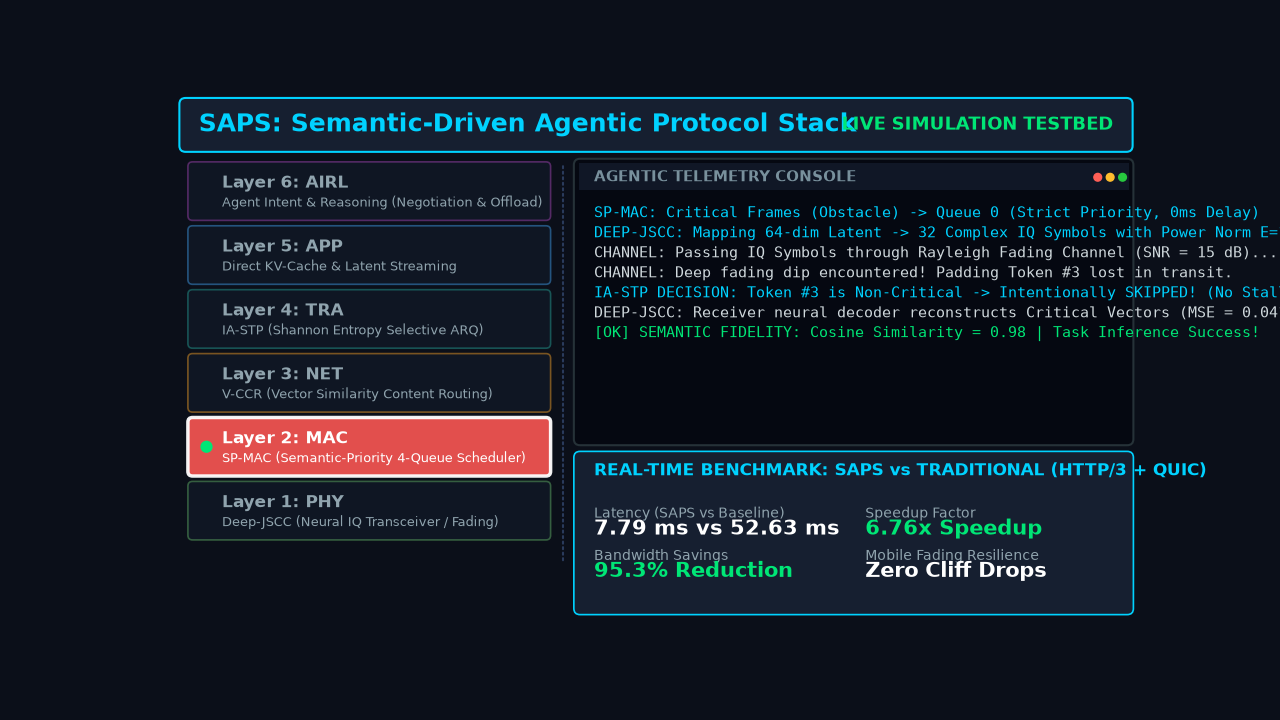 SAPS: Semantic-Driven Agentic Protocol Stack
LIVE SIMULATION TESTBED
Layer 6: AIRL
Agent Intent & Reasoning (Negotiation & Offload)
Layer 5: APP
Direct KV-Cache & Latent Streaming
Layer 4: TRA
IA-STP (Shannon Entropy Selective ARQ)
Layer 3: NET
V-CCR (Vector Similarity Content Routing)
Layer 2: MAC
SP-MAC (Semantic-Priority 4-Queue Scheduler)
Layer 1: PHY
Deep-JSCC (Neural IQ Transceiver / Fading)
AGENTIC TELEMETRY CONSOLE
SP-MAC: Critical Frames (Obstacle) -> Queue 0 (Strict Priority, 0ms Delay)
DEEP-JSCC: Mapping 64-dim Latent -> 32 Complex IQ Symbols with Power Norm E=
CHANNEL: Passing IQ Symbols through Rayleigh Fading Channel (SNR = 15 dB)...
CHANNEL: Deep fading dip encountered! Padding Token #3 lost in transit.
IA-STP DECISION: Token #3 is Non-Critical -> Intentionally SKIPPED! (No
DEEP-JSCC: Receiver neural decoder reconstructs Critical Vectors (MSE = 0.04
[OK] SEMANTIC FIDELITY: Cosine Similarity = 0.98 | Task Inference Success!
REAL-TIME BENCHMARK: SAPS vs TRADITIONAL (HTTP/3 + QUIC)
Latency (SAPS vs Baseline)
7.79 ms vs 52.63 ms
Speedup Factor
6.76x Speedup
Bandwidth Savings
95.3% Reduction
Mobile Fading Resilience
Zero Cliff Drops